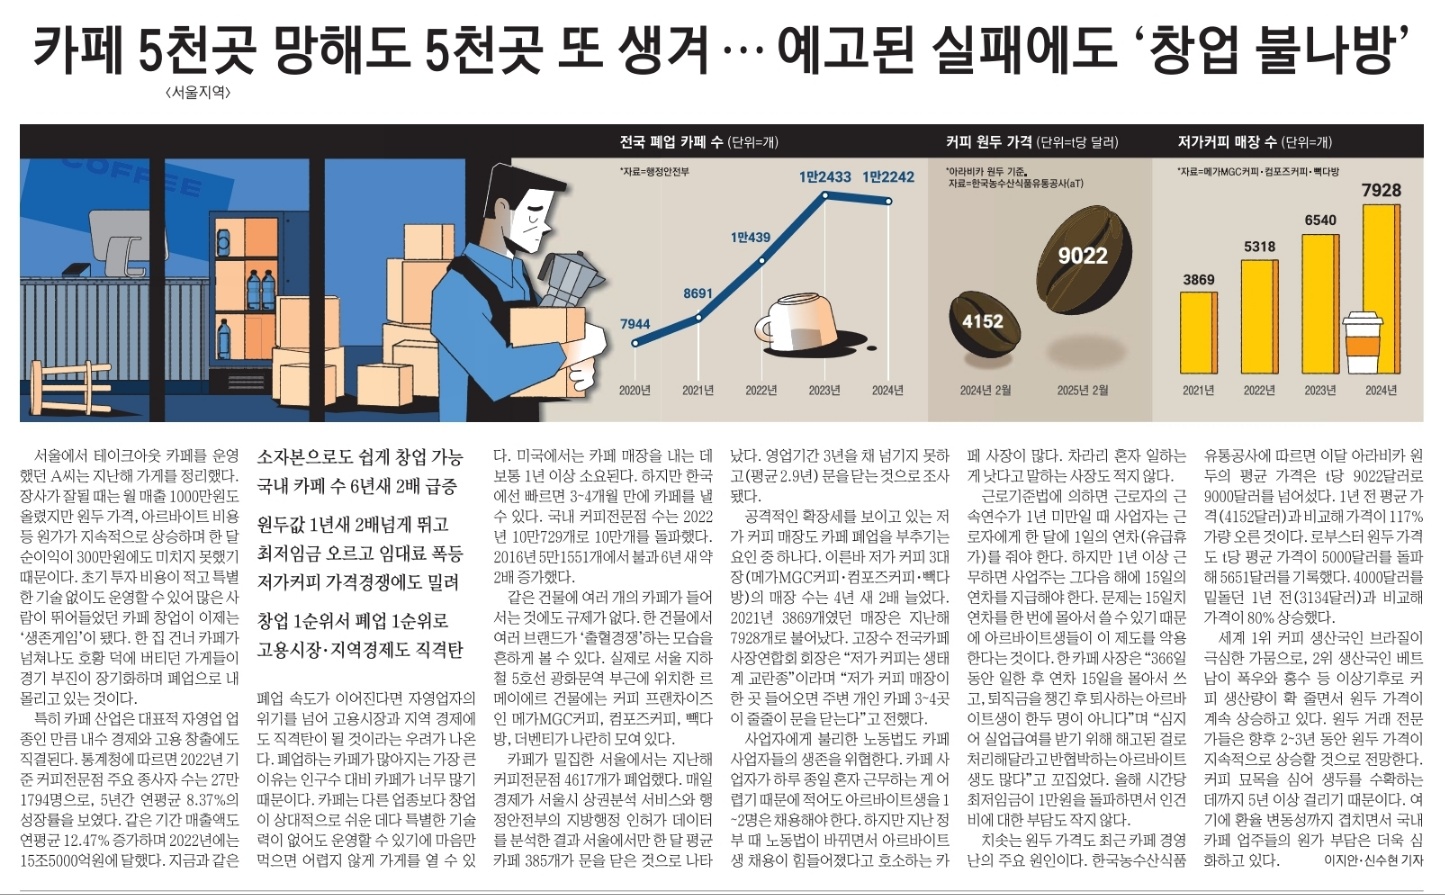 카페 5천곳 망해도 5천곳 또 생겨… 예고된 실패에도 ‘창업 불나방’
〈서울지역〉
COFFEE
전국 폐업 카페 수 (단위=개)
*자료=행정안전부
7944
8691
1만439
1만2433
1만2242
2020년
2021년
2022년
2023년
2024년
커피 원두 가격 (단위=t당 달러)
*아라비카 원두 기준.
자료=한국농수산식품유통공사(aT)
4152
9022
2024년 2월
2025년 2월
저가커피 매장 수 (단위=개)
*자료=메가MGC커피·컴포즈커피·빽다방
3869
5318
6540
7928
2021년
2022년
2023년
2024년
서울에서 테이크아웃 카페를 운영
했던 A씨는 지난해 가게를 정리했다.
장사가 잘될 때는 월 매출 1000만원도
올렸지만 원두 가격, 아르바이트 비용
등 원가가 지속적으로 상승하며 한 달
순이익이 300만원에도 미치지 못했기
때문이다. 초기 투자 비용이 적고 특별
한 기술 없이도 운영할 수 있어 많은 사
람이 뛰어들었던 카페 창업이 이제는
‘생존게임’이 됐다. 한 집 건너 카페가
넘쳐나도 호황 덕에 버티던 가게들이
경기 부진이 장기화하며 폐업으로 내
몰리고 있는 것이다.
특히 카페 산업은 대표적 자영업 업
종인 만큼 내수 경제와 고용 창출에도
직결된다. 통계청에 따르면 2022년 기
준 커피전문점 주요 종사자 수는 27만
1794명으로, 5년간 연평균 8.37%의
성장률을 보였다. 같은 기간 매출액도
연평균 12.47% 증가하며 2022년에는
15조5000억원에 달했다. 지금과 같은
소자본으로도 쉽게 창업 가능
국내 카페 수 6년새 2배 급증
원두값 1년새 2배넘게 뛰고
최저임금 오르고 임대료 폭등
저가커피 가격경쟁에도 밀려
창업 1순위서 폐업 1순위로
고용시장·지역경제도 직격탄
폐업 속도가 이어진다면 자영업자의
위기를 넘어 고용시장과 지역 경제에
도 직격탄이 될 것이라는 우려가 나온
다. 폐업하는 카페가 많아지는 가장 큰
이유는 인구수 대비 카페가 너무 많기
때문이다. 카페는 다른 업종보다 창업
이 상대적으로 쉬운 데다 특별한 기술
력이 없어도 운영할 수 있기에 마음만
먹으면 어렵지 않게 가게를 열 수 있
다. 미국에서는 카페 매장을 내는 데
보통 1년 이상 소요된다. 하지만 한국
에선 빠르면 3~4개월 만에 카페를 낼
수 있다. 국내 커피전문점 수는 2022
년 10만729개로 10만개를 돌파했다.
2016년 5만1551개에서 불과 6년 새 약
2배 증가했다.
같은 건물에 여러 개의 카페가 들어
서는 것에도 규제가 없다. 한 건물에서
여러 브랜드가 ‘출혈경쟁’하는 모습을
흔하게 볼 수 있다. 실제로 서울 지하
철 5호선 광화문역 부근에 위치한 르
메이에르 건물에는 커피 프랜차이즈
인 메가MGC커피, 컴포즈커피, 빽다
방, 더벤티가 나란히 모여 있다.
카페가 밀집한 서울에서는 지난해
커피전문점 4617개가 폐업했다. 매일
경제가 서울시 상권분석 서비스와 행
정안전부의 지방행정 인허가 데이터
를 분석한 결과 서울에서만 한 달 평균
카페 385개가 문을 닫은 것으로 나타
났다. 영업기간 3년을 채 넘기지 못하
고(평균 2.9년) 문을 닫는 것으로 조사
됐다.
공격적인 확장세를 보이고 있는 저
가 커피 매장도 카페 폐업을 부추기는
요인 중 하나다. 이른바 저가 커피 3대
장(메가MGC커피·컴포즈커피·빽다
방)의 매장 수는 4년 새 2배 늘었다.
2021년 3869개였던 매장은 지난해
7928개로 불어났다. 고장수 전국카페
사장연합회 회장은 “저가 커피는 생태
계 교란종”이라며 “저가 커피 매장이
한 곳 들어오면 주변 개인 카페 3~4곳
이 줄줄이 문을 닫는다”고 전했다.
사업자에게 불리한 노동법도 카페
사업자들의 생존을 위협한다. 카페 사
업자가 하루 종일 혼자 근무하는 게 어
렵기 때문에 적어도 아르바이트생을 1
~2명은 채용해야 한다. 하지만 지난 정
부 때 노동법이 바뀌면서 아르바이트
생 채용이 힘들어졌다고 호소하는 카
페 사장이 많다. 차라리 혼자 일하는
게 낫다고 말하는 사장도 적지 않다.
근로기준법에 의하면 근로자의 근
속연수가 1년 미만일 때 사업자는 근
로자에게 한 달에 1일의 연차(유급휴
가)를 줘야 한다. 하지만 1년 이상 근
무하면 사업주는 그다음 해에 15일의
연차를 지급해야 한다. 문제는 15일치
연차를 한 번에 몰아서 쓸 수 있기 때문
에 아르바이트생들이 이 제도를 악용
한다는 것이다. 한 카페 사장은 “366일
동안 일한 후 연차 15일을 몰아서 쓰
고, 퇴직금을 챙긴 후 퇴사하는 아르바
이트생이 한두 명이 아니다”며 “심지
어 실업급여를 받기 위해 해고된 걸로
처리해달라고 반협박하는 아르바이트
생도 많다”고 꼬집었다. 올해 시간당
최저임금이 1만원을 돌파하면서 인건
비에 대한 부담도 작지 않다.
치솟는 원두 가격도 최근 카페 경영
난의 주요 원인이다. 한국농수산식품
유통공사에 따르면 이달 아라비카 원
두의 평균 가격은 t당 9022달러로
9000달러를 넘어섰다. 1년 전 평균 가
격(4152달러)과 비교해 가격이 117%
가량 오른 것이다. 로부스터 원두 가격
도 t당 평균 가격이 5000달러를 돌파
해 5651달러를 기록했다. 4000달러를
밑돌던 1년 전(3134달러)과 비교해
가격이 80% 상승했다.
세계 1위 커피 생산국인 브라질이
극심한 가뭄으로, 2위 생산국인 베트
남이 폭우와 홍수 등 이상기후로 커
피 생산량이 확 줄면서 원두 가격이
계속 상승하고 있다. 원두 거래 전문
가들은 향후 2~3년 동안 원두 가격이
지속적으로 상승할 것으로 전망한다.
커피 묘목을 심어 생두를 수확하는
데까지 5년 이상 걸리기 때문이다. 여
기에 환율 변동성까지 겹치면서 국내
카페 업주들의 원가 부담은 더욱 심
화하고 있다.
이지안·신수현 기자